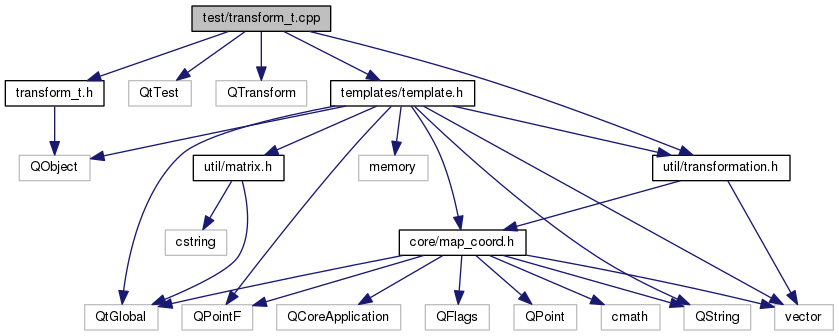 test/transform_t.cpp
transform_t.h
QtTest
QTransform
templates/template.h
QObject
util/matrix.h
memory
util/transformation.h
cstring
core/map_coord.h
QtGlobal
QPointF
QCoreApplication
QFlags
QPoint
cmath
QString
vector